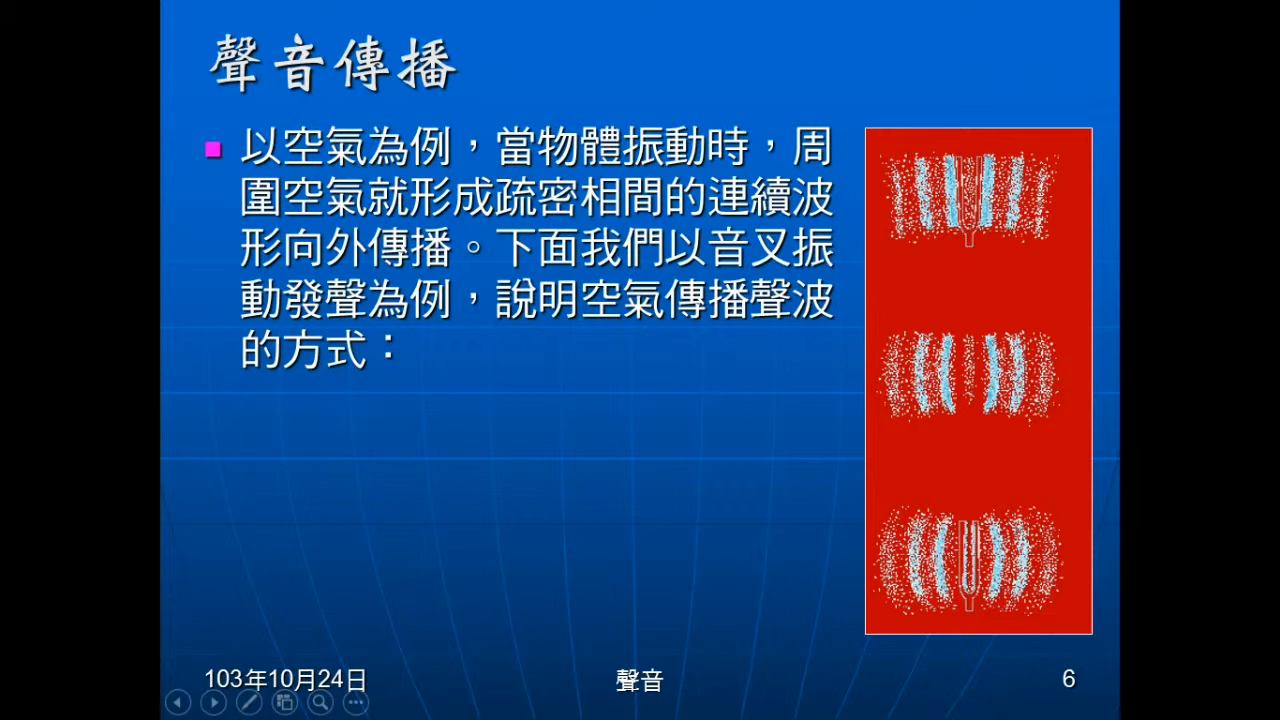 聲音傳播
以空氣為例，當物體振動時，周
圍空氣就形成疏密相間的連續波
形向外傳播。下面我們以音叉振
動發聲為例，說明空氣傳播聲波
的方式：
103年10月24日
聲音
6